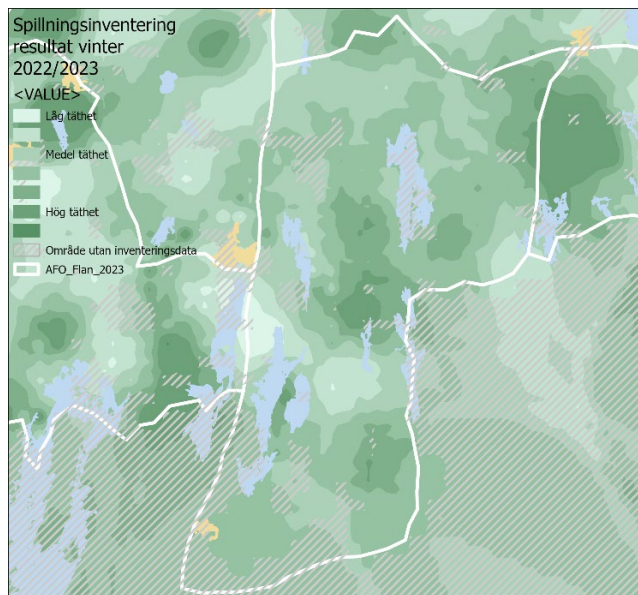 Spillningsinventering
resultat vinter
2022/2023
<VALUE>
Låg täthet
Medel täthet
Hög täthet
Område utan inventeringsdata
AFO_Flan_2023